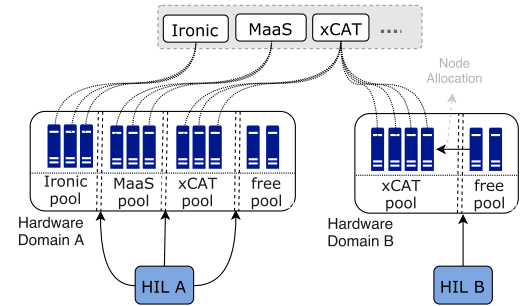 Ironic MaaS xCAT ....
Node
Allocation
Ironic
pool
MaaS
pool
xCAT
pool
free
pool
xCAT
pool
free
pool
Hardware
Domain A
Hardware
Domain B
HIL A
HIL B